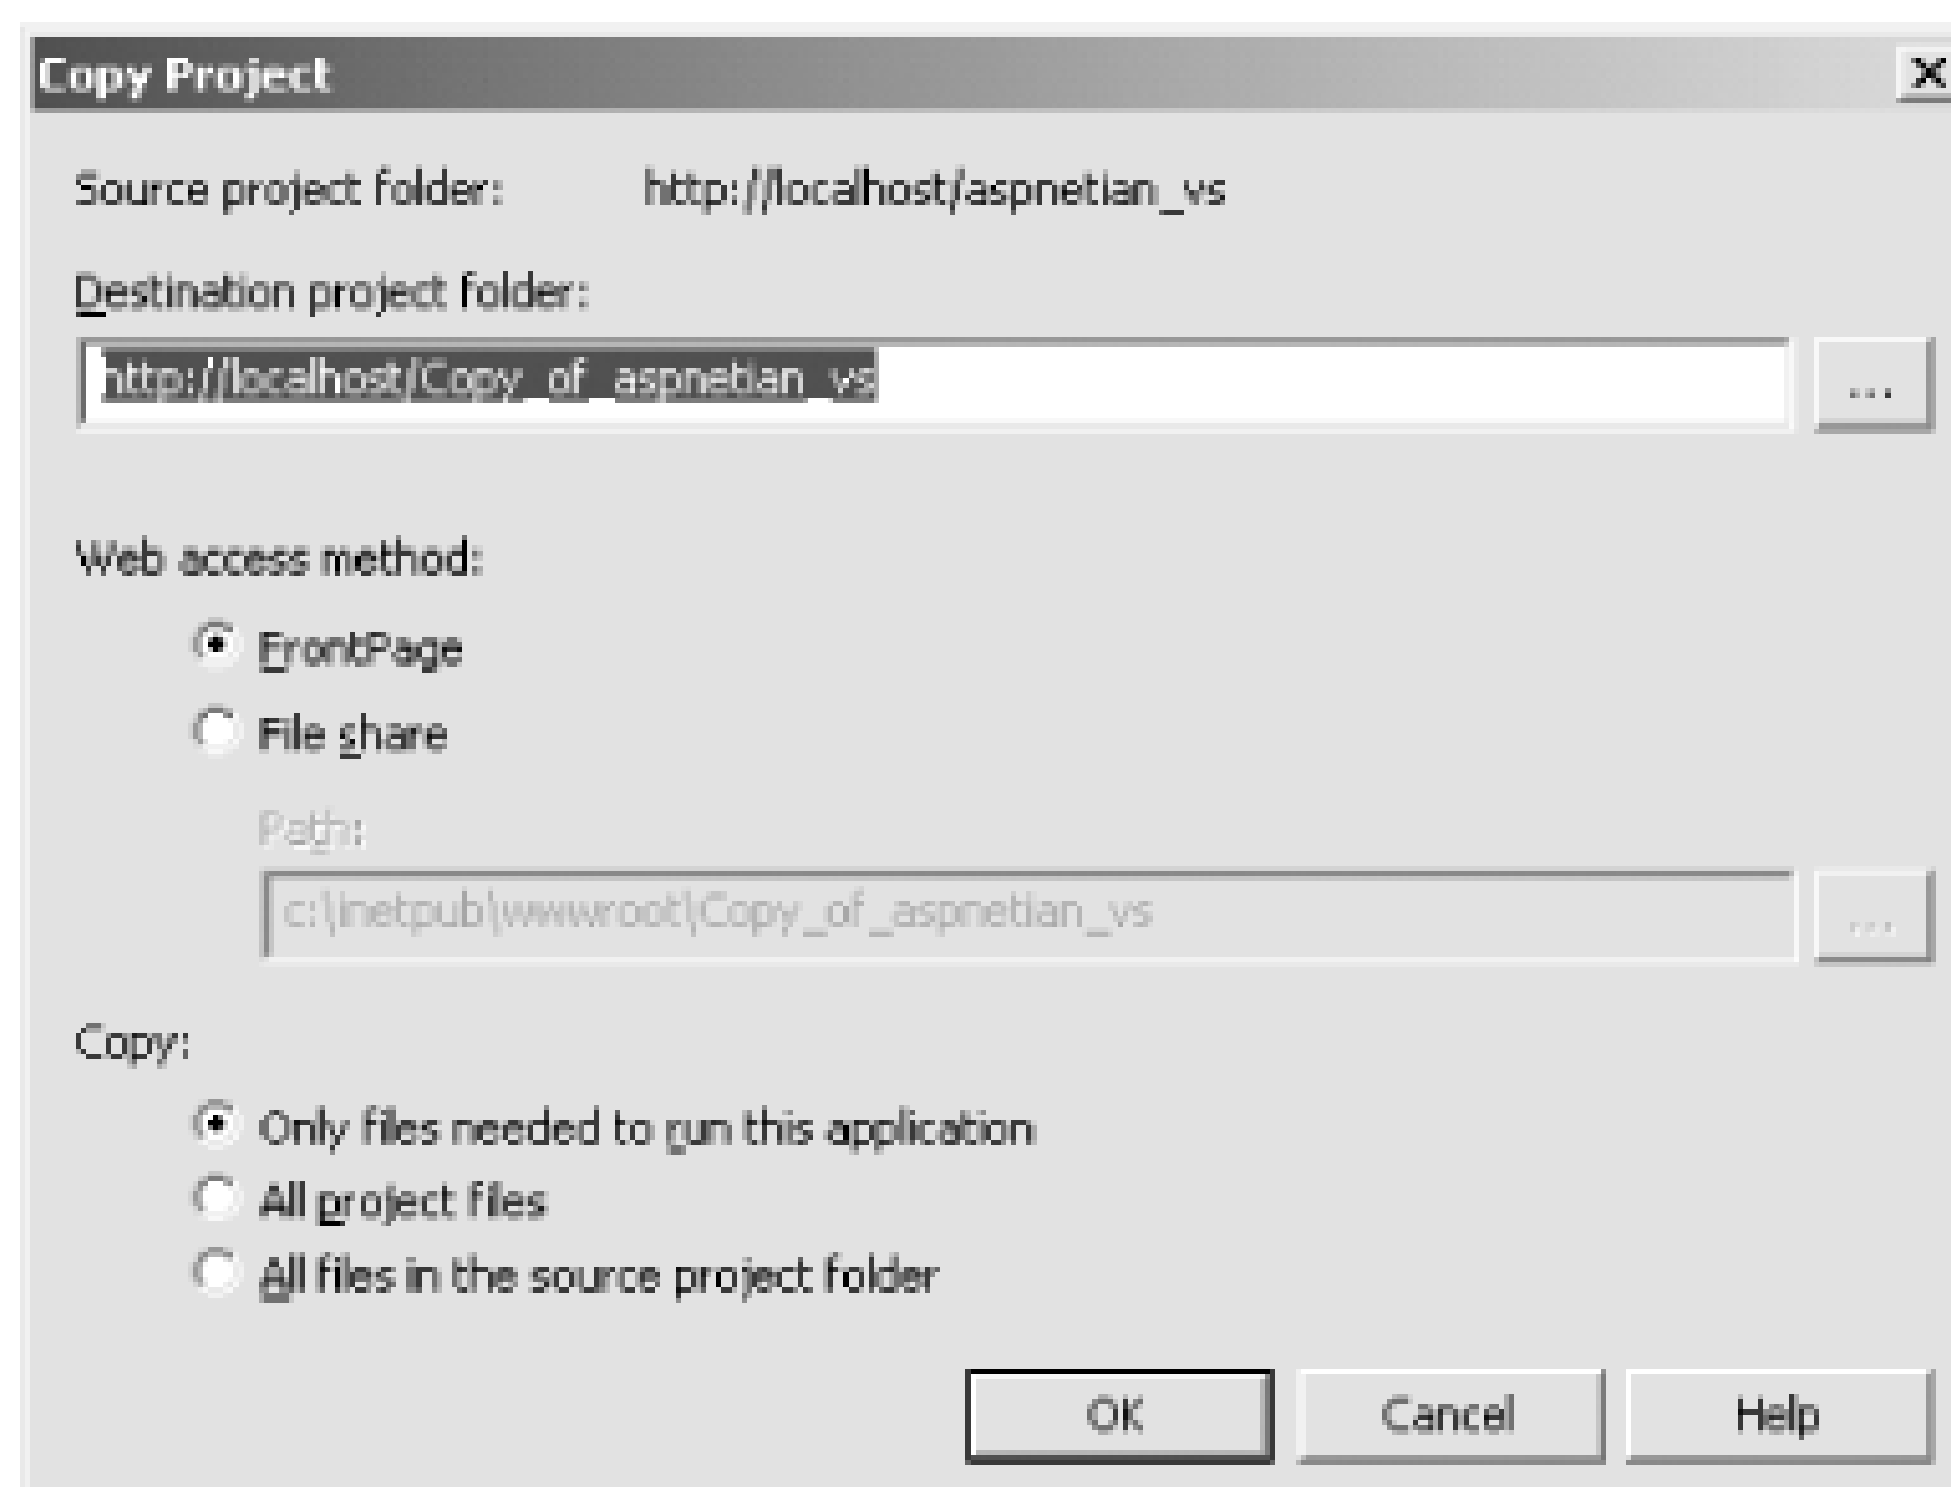 Copy Project
Source project folder: http://localhost/aspnetian_vs
Destination project folder:
http://localhost/Copy_of_aspnetian_vs
...
Web access method:
FrontPage
File share
Path:
c:\inetpub\wwwroot\Copy_of_aspnetian_vs
...
Copy:
Only files needed to run this application
All project files
All files in the source project folder
OK Cancel Help